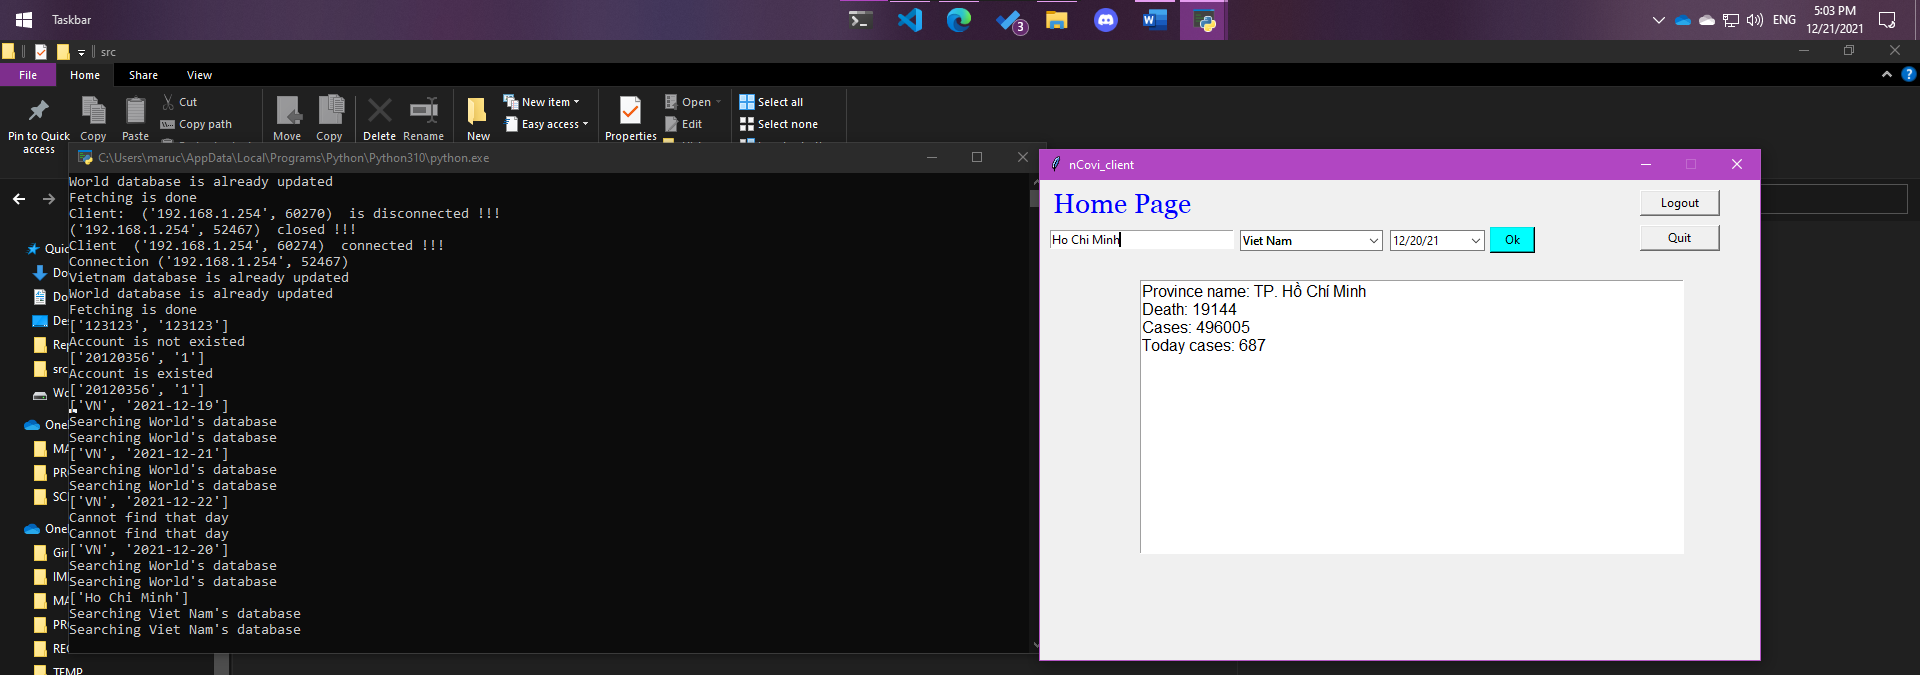 Taskbar
3
ENG
5:03 PM
12/21/2021
src
File
Home
Share
View
Pin to Quick access
Copy
Paste
Cut
Copy path
Move
Copy
Delete
Rename
New
New item
Easy access
Properties
Open
Edit
Select all
Select none
C:\Users\maruc\AppData\Local\Programs\Python\Python310\python.exe
World database is already updated
Fetching is done
Client:  ('192.168.1.254', 60270)  is disconnected !!!
('192.168.1.254', 52467)  closed !!!
Client  ('192.168.1.254', 60274)  connected !!!
Connection ('192.168.1.254', 52467)
Vietnam database is already updated
World database is already updated
Fetching is done
['123123', '123123']
Account is not existed
['20120356', '1']
Account is existed
['20120356', '1']
['VN', '2021-12-19']
Searching World's database
Searching World's database
['VN', '2021-12-21']
Searching World's database
Searching World's database
['VN', '2021-12-22']
Cannot find that day
Cannot find that day
['VN', '2021-12-20']
Searching World's database
Searching World's database
['Ho Chi Minh']
Searching Viet Nam's database
Searching Viet Nam's database
Quic
Do
Do
De
Rep
src
Wo
One
MA
PR
SC
One
Gir
IM
MA
PR
RE
TEMP
nCovi_client
Home Page
Logout
Ho Chi Minh
Viet Nam
12/20/21
Ok
Quit
Province name: TP. Hồ Chí Minh
Death: 19144
Cases: 496005
Today cases: 687